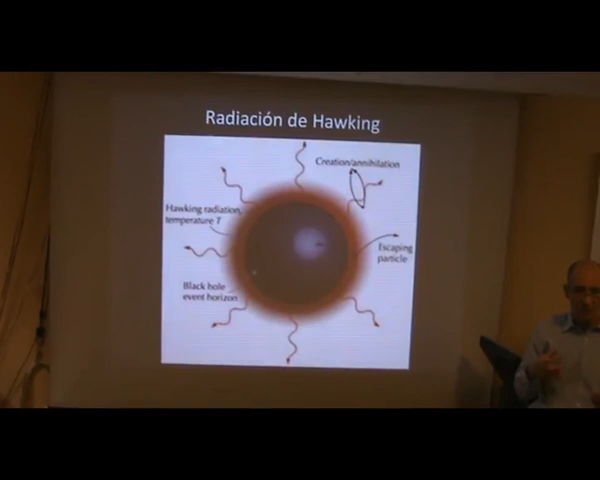 Radiación de Hawking
Creation/annihilation
Hawking radiation,
temperature T
Escaping
particle
Black hole
event horizon